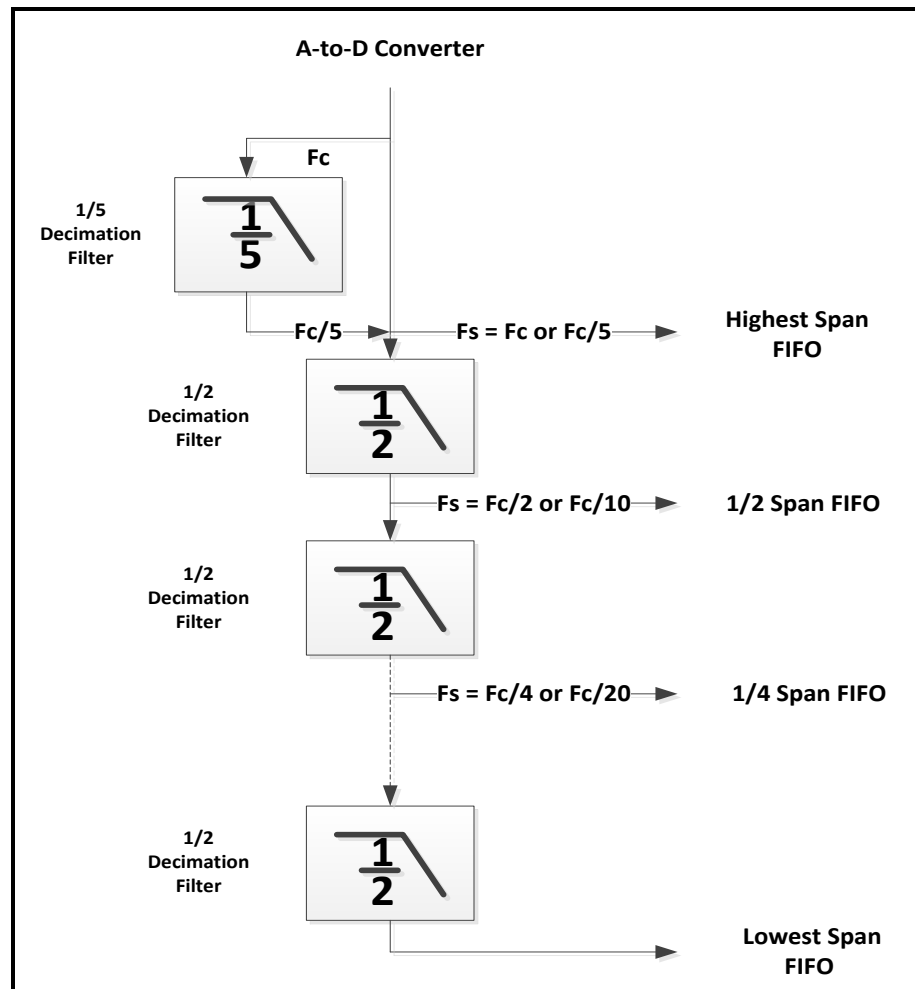 A-to-D Converter
Fc
1/5
Decimation
Filter
1
5
Fc/5
Fs = Fc or Fc/5
Highest Span
FIFO
1/2
Decimation
Filter
1
2
Fs = Fc/2 or Fc/10
1/2 Span FIFO
1/2
Decimation
Filter
1
2
Fs = Fc/4 or Fc/20
1/4 Span FIFO
1/2
Decimation
Filter
1
2
Lowest Span
FIFO